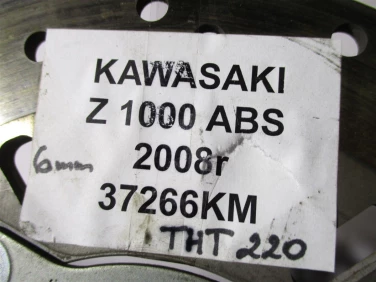 KAWASAKI
Z 1000 ABS
6mm 2008r
37266KM
THT 220